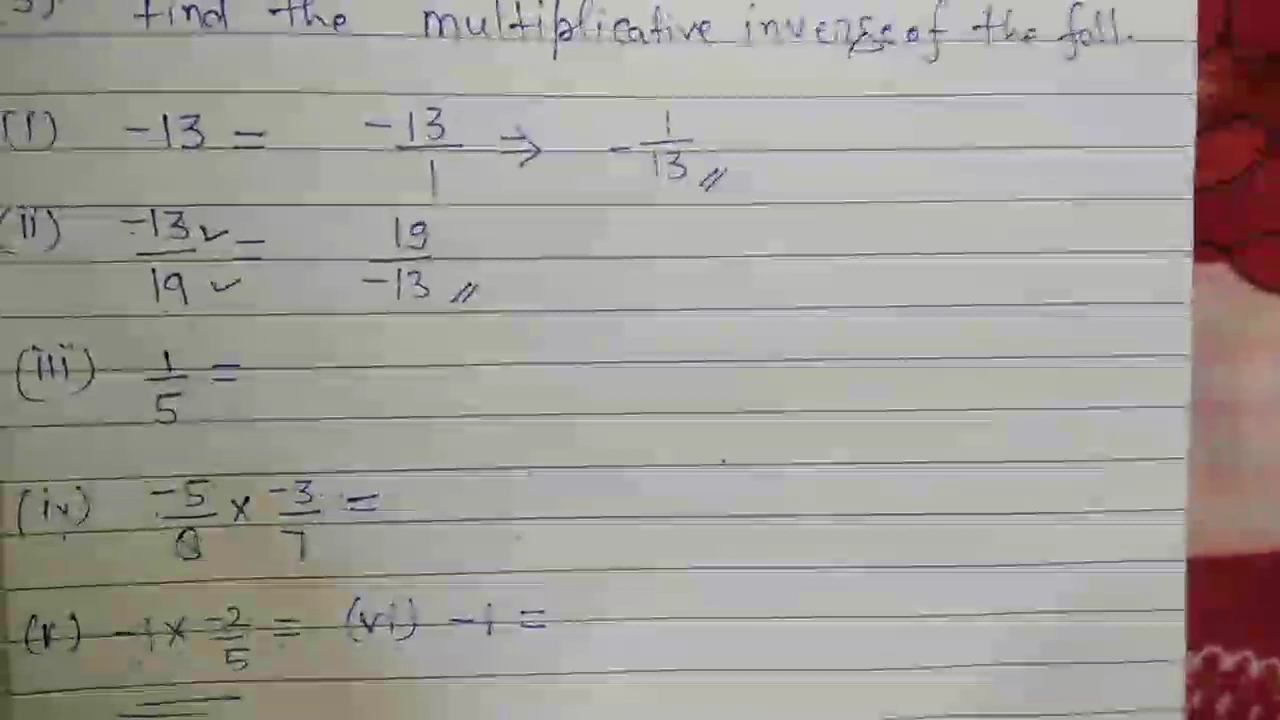 3) find the multiplicative inverse of the foll.
(i) -13 = -13/1 ⇒ -1/13 //
(ii) -13/19 = 19/-13 //
(iii) 1/5 =
(iv) -5/8 × -3/7 =
(v) -1 × -2/5 = (vi) -1 =